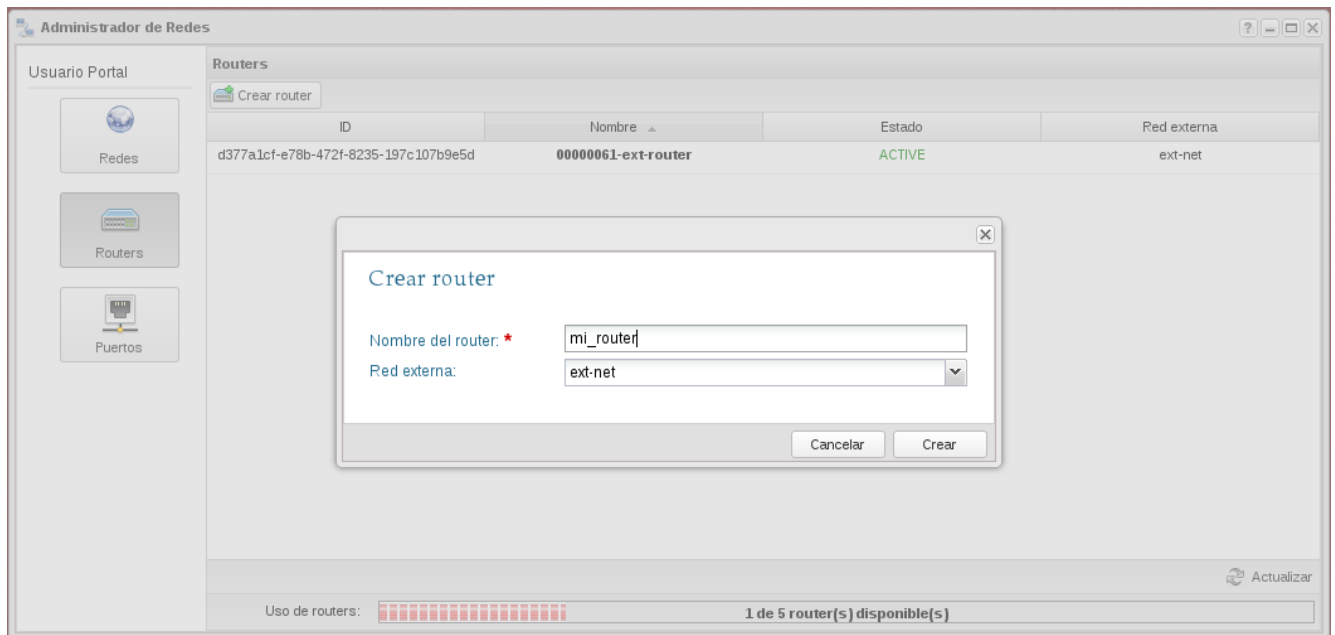 Administrador de Redes
Usuario Portal
Routers
Crear router
Redes
Routers
Puertos
ID Nombre Estado Red externa
d377a1cf-e78b-472f-8235-197c107b9e5d 00000061-ext-router ACTIVE ext-net
Crear router
Nombre del router: * mi_router
Red externa: ext-net
Cancelar Crear
Actualizar
Uso de routers: 1 de 5 router(s) disponible(s)